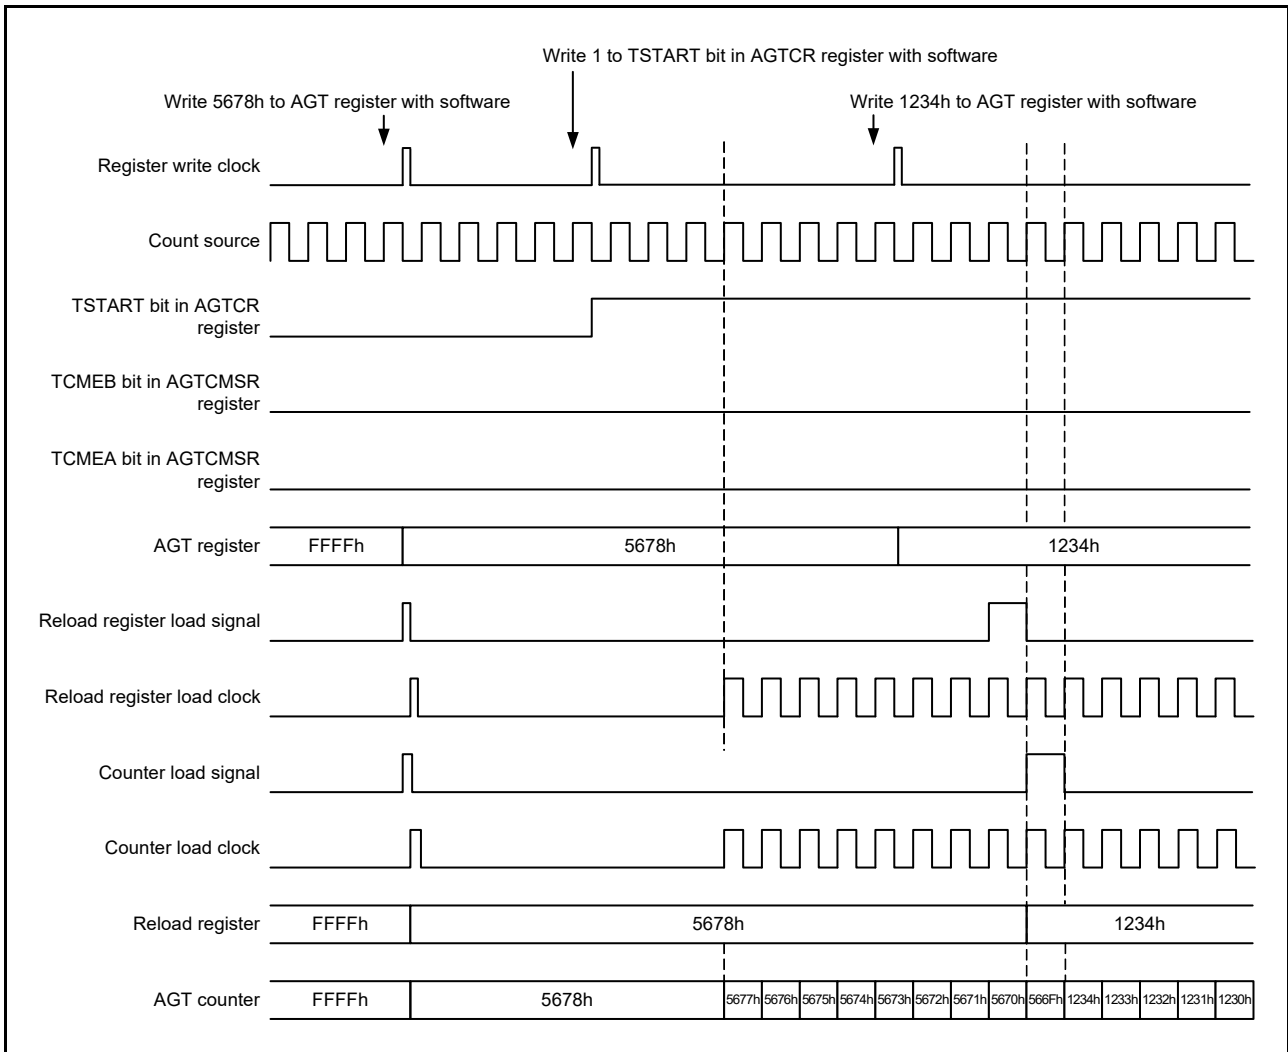 Write 1 to TSTART bit in AGTCR register with software
Write 5678h to AGT register with software
Write 1234h to AGT register with software
Register write clock
Count source
TSTART bit in AGTCR
register
TCMEB bit in AGTCMSR
register
TCMEA bit in AGTCMSR
register
AGT register
FFFFh
5678h
1234h
Reload register load signal
Reload register load clock
Counter load signal
Counter load clock
Reload register
FFFFh
5678h
1234h
AGT counter
FFFFh
5678h
5677h
5676h
5675h
5674h
5673h
5672h
5671h
5670h
566Fh
1234h
1233h
1232h
1231h
1230h